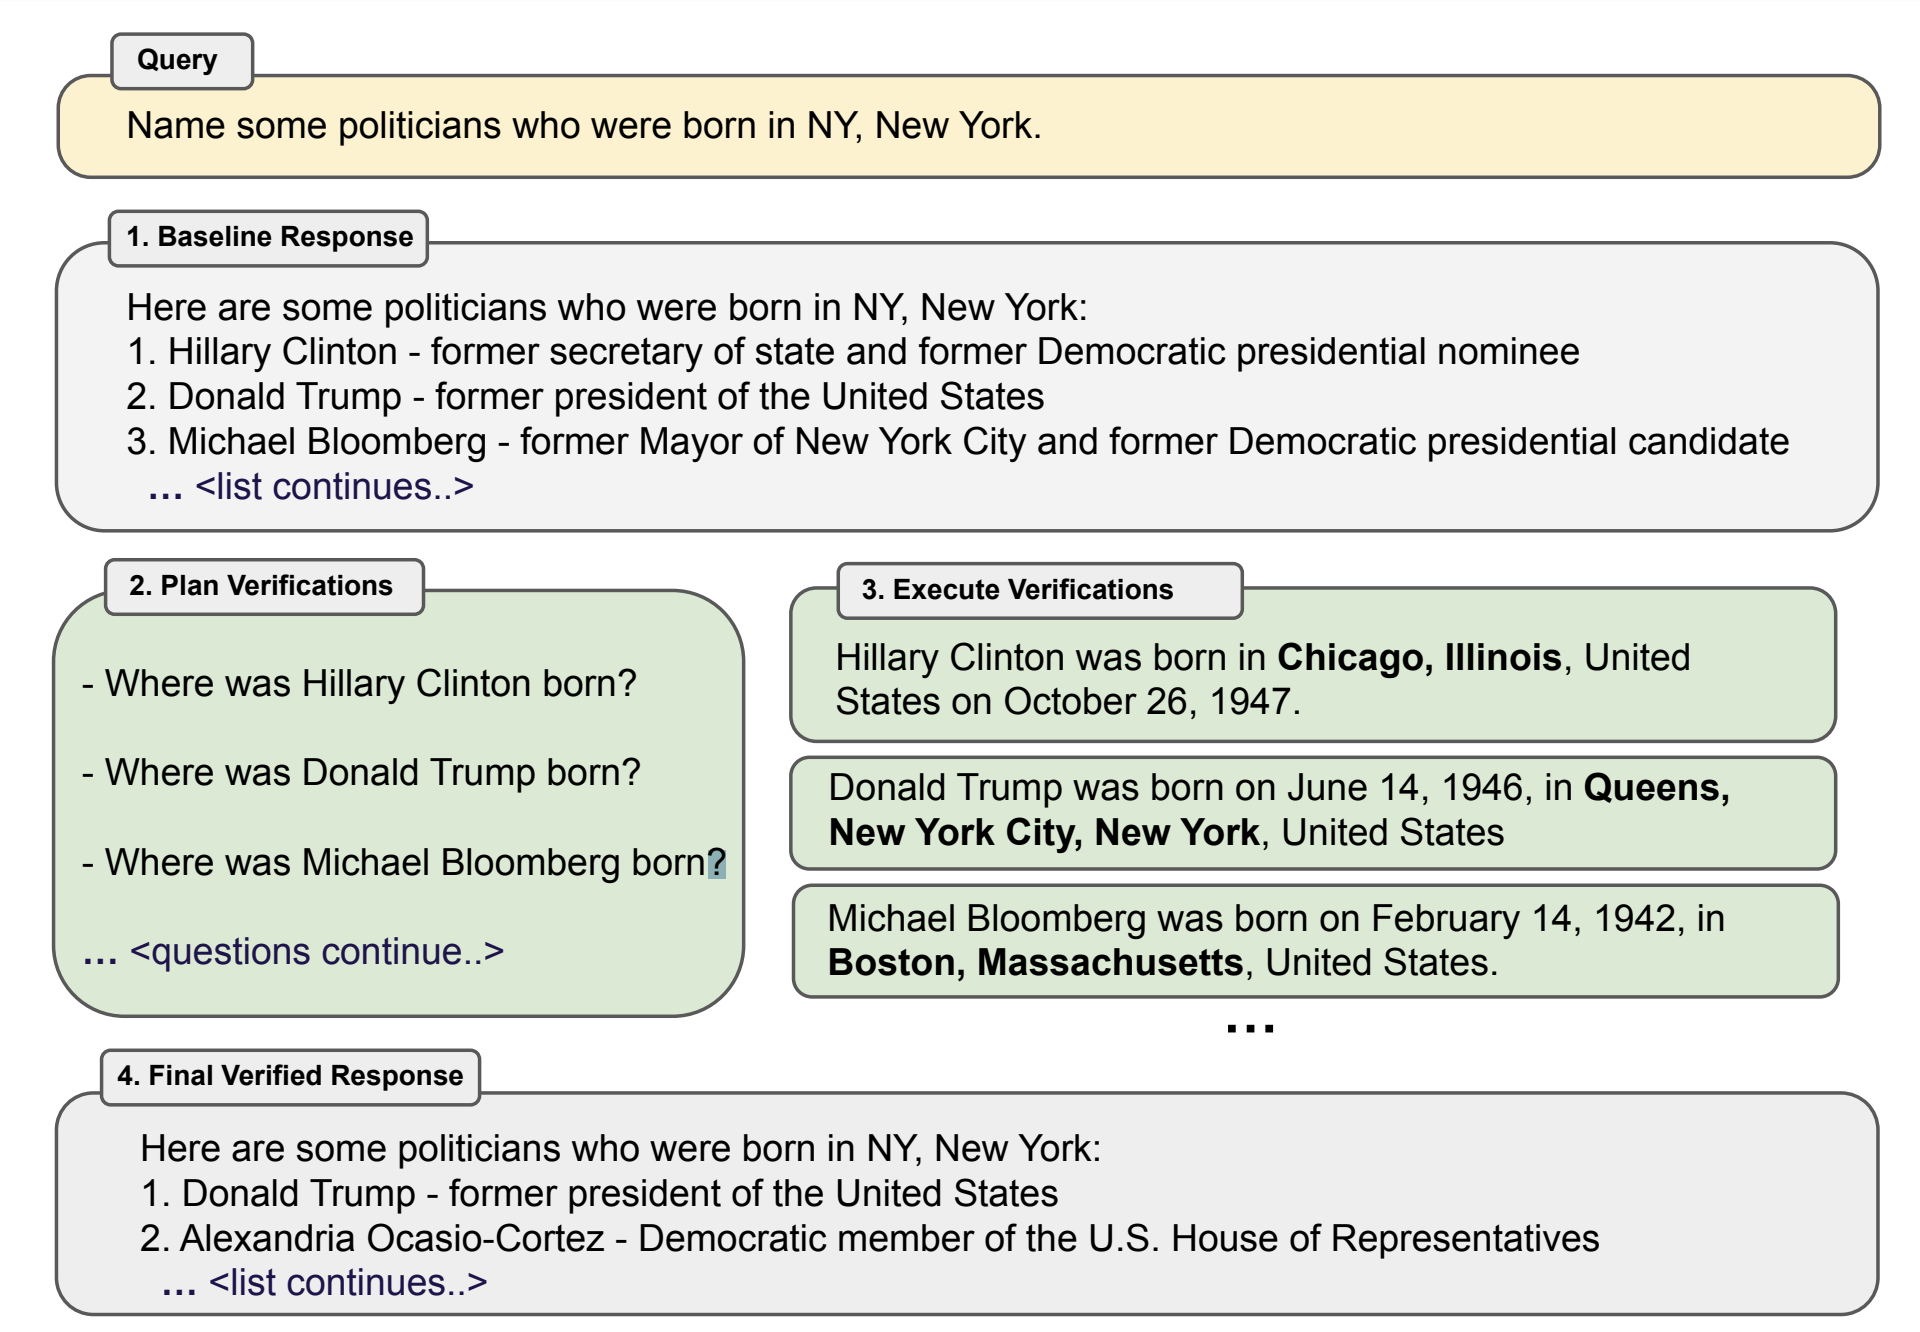 Query
Name some politicians who were born in NY, New York.
1. Baseline Response
Here are some politicians who were born in NY, New York:
1. Hillary Clinton - former secretary of state and former Democratic presidential nominee
2. Donald Trump - former president of the United States
3. Michael Bloomberg - former Mayor of New York City and former Democratic presidential candidate
... <list continues..>
2. Plan Verifications
- Where was Hillary Clinton born?
- Where was Donald Trump born?
- Where was Michael Bloomberg born?
... <questions continue..>
3. Execute Verifications
Hillary Clinton was born in Chicago, Illinois, United
States on October 26, 1947.
Donald Trump was born on June 14, 1946, in Queens,
New York City, New York, United States
Michael Bloomberg was born on February 14, 1942, in
Boston, Massachusetts, United States.
...
4. Final Verified Response
Here are some politicians who were born in NY, New York:
1. Donald Trump - former president of the United States
2. Alexandria Ocasio-Cortez - Democratic member of the U.S. House of Representatives
... <list continues..>